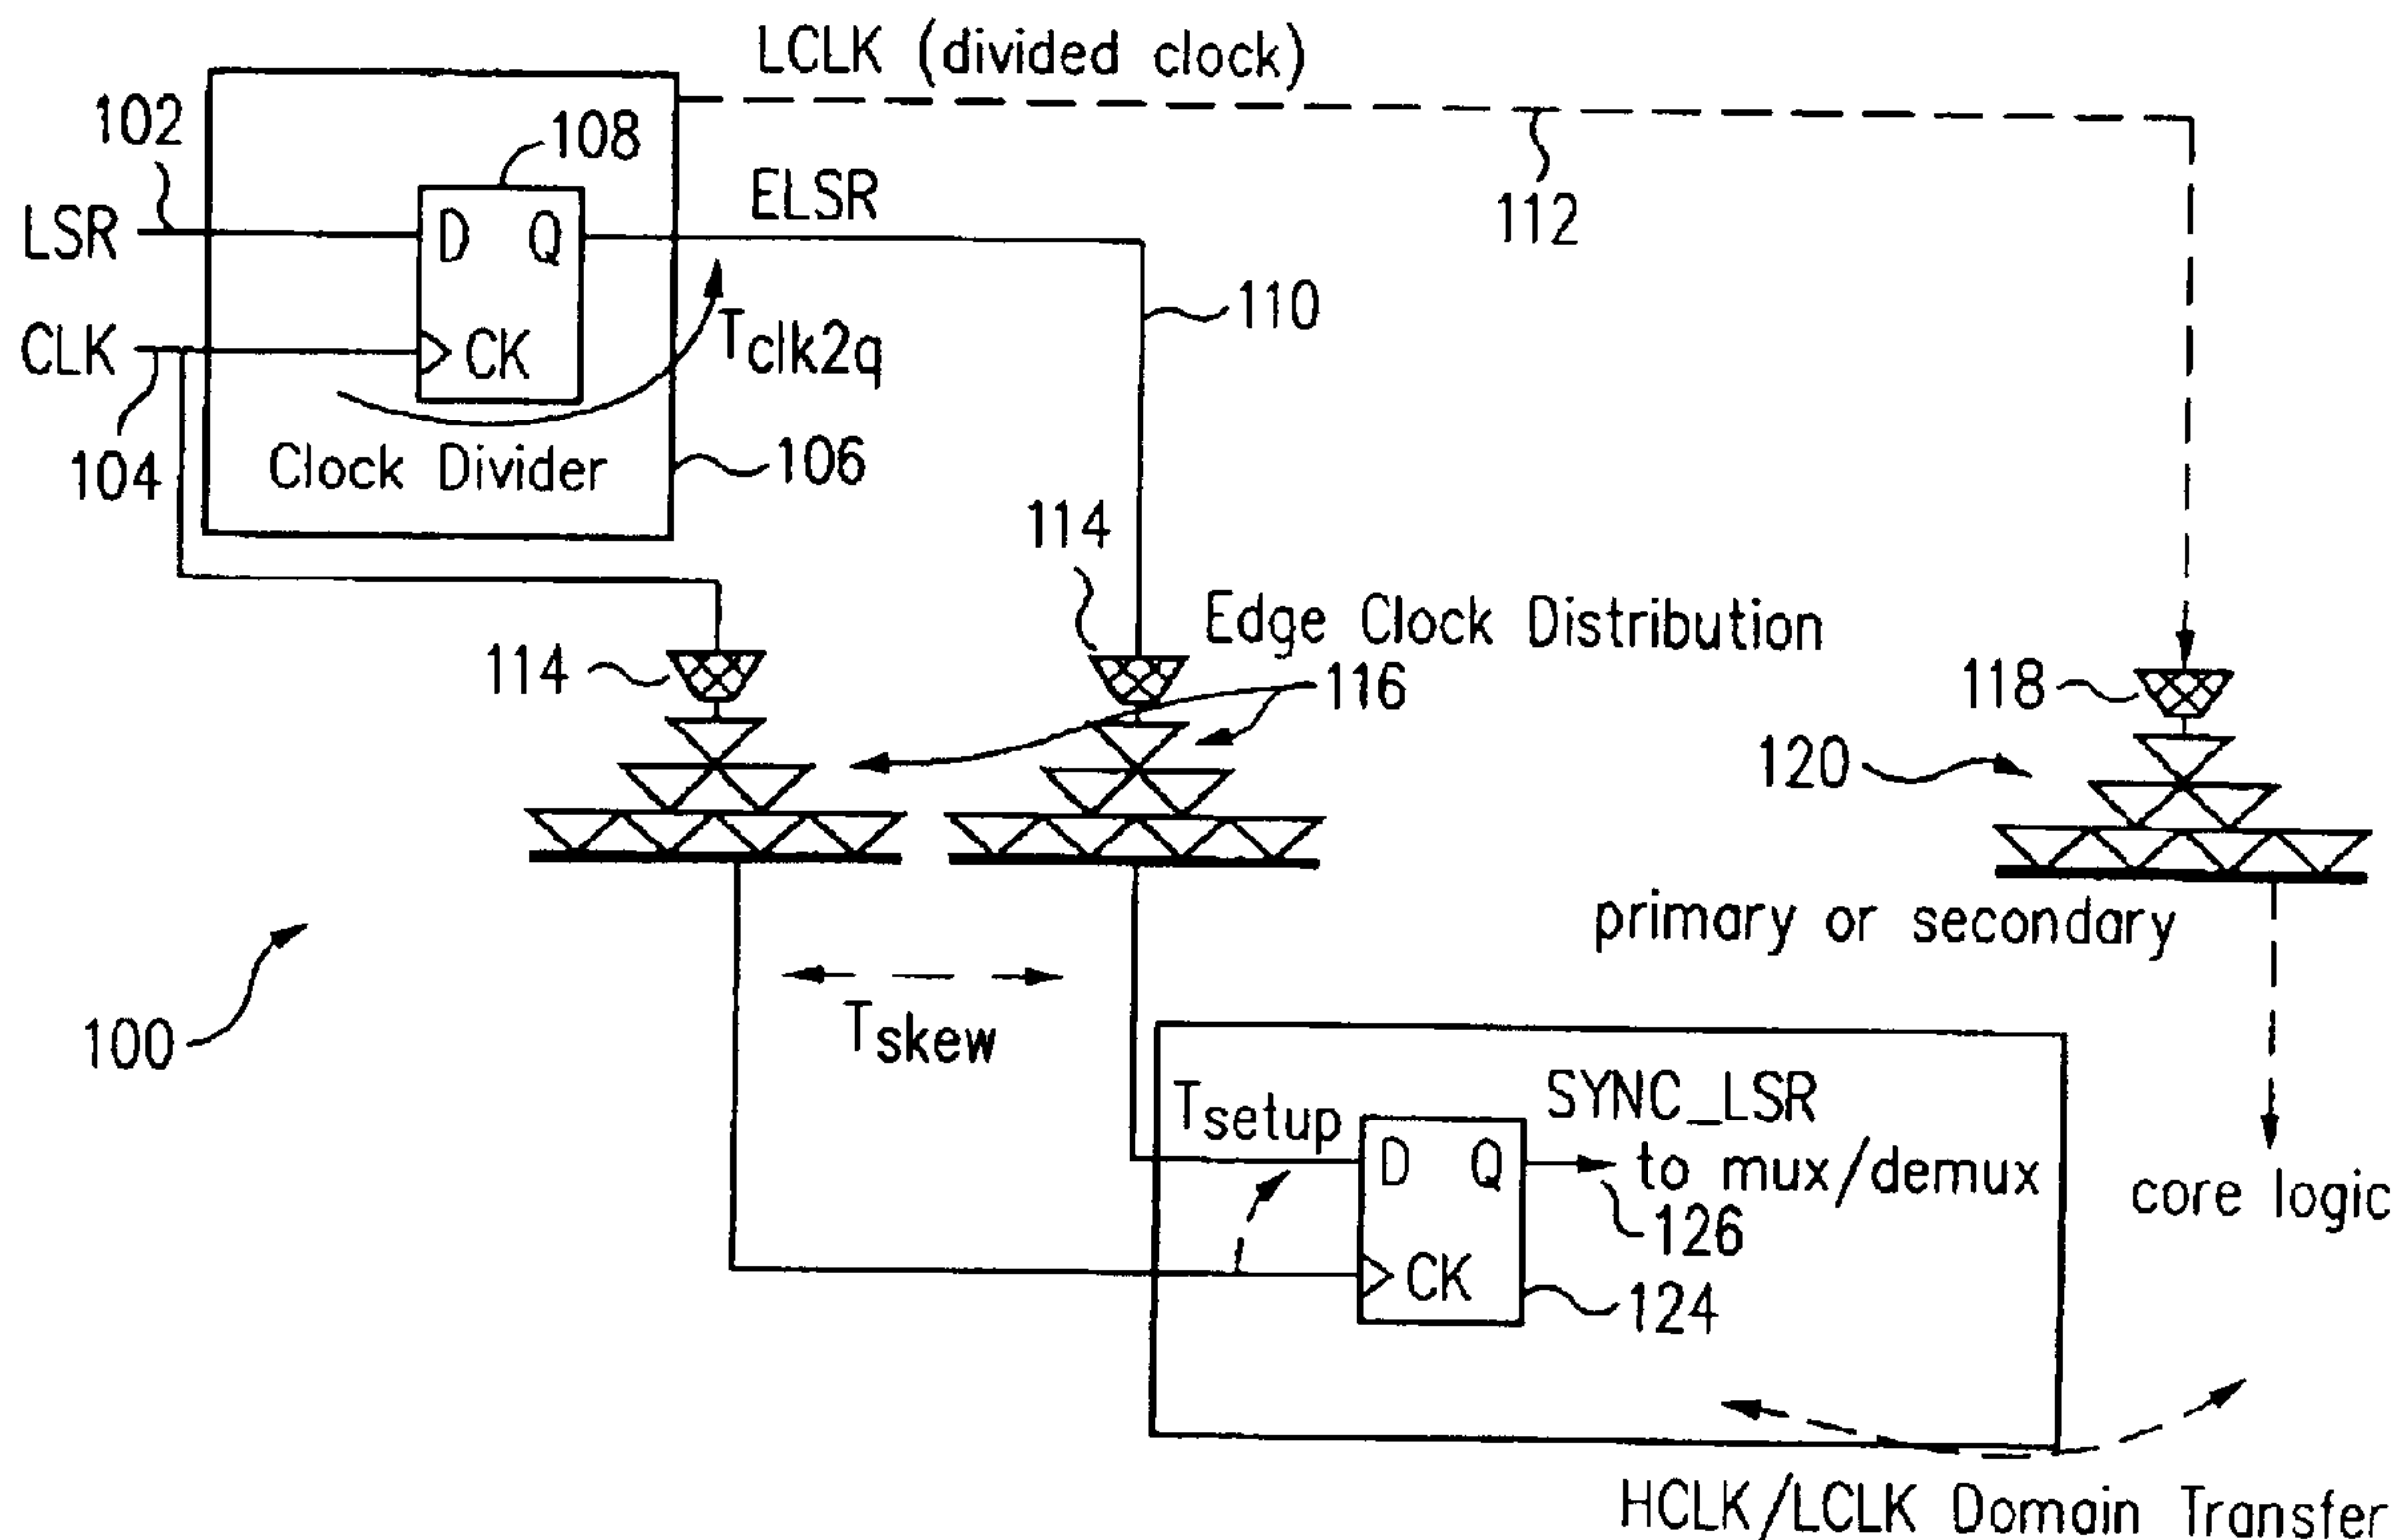 LCLK (divided clock)
102
108
LSR
D Q
ELSR
112
CLK
CK
Tclk2q
110
104
Clock Divider
106
114
114
Edge Clock Distribution
116
118
120
primary or secondary
100
Tskew
Tsetup
SYNC_LSR
D Q
to mux/demux
126
core logic
CK
124
HCLK/LCLK Domain Transfer